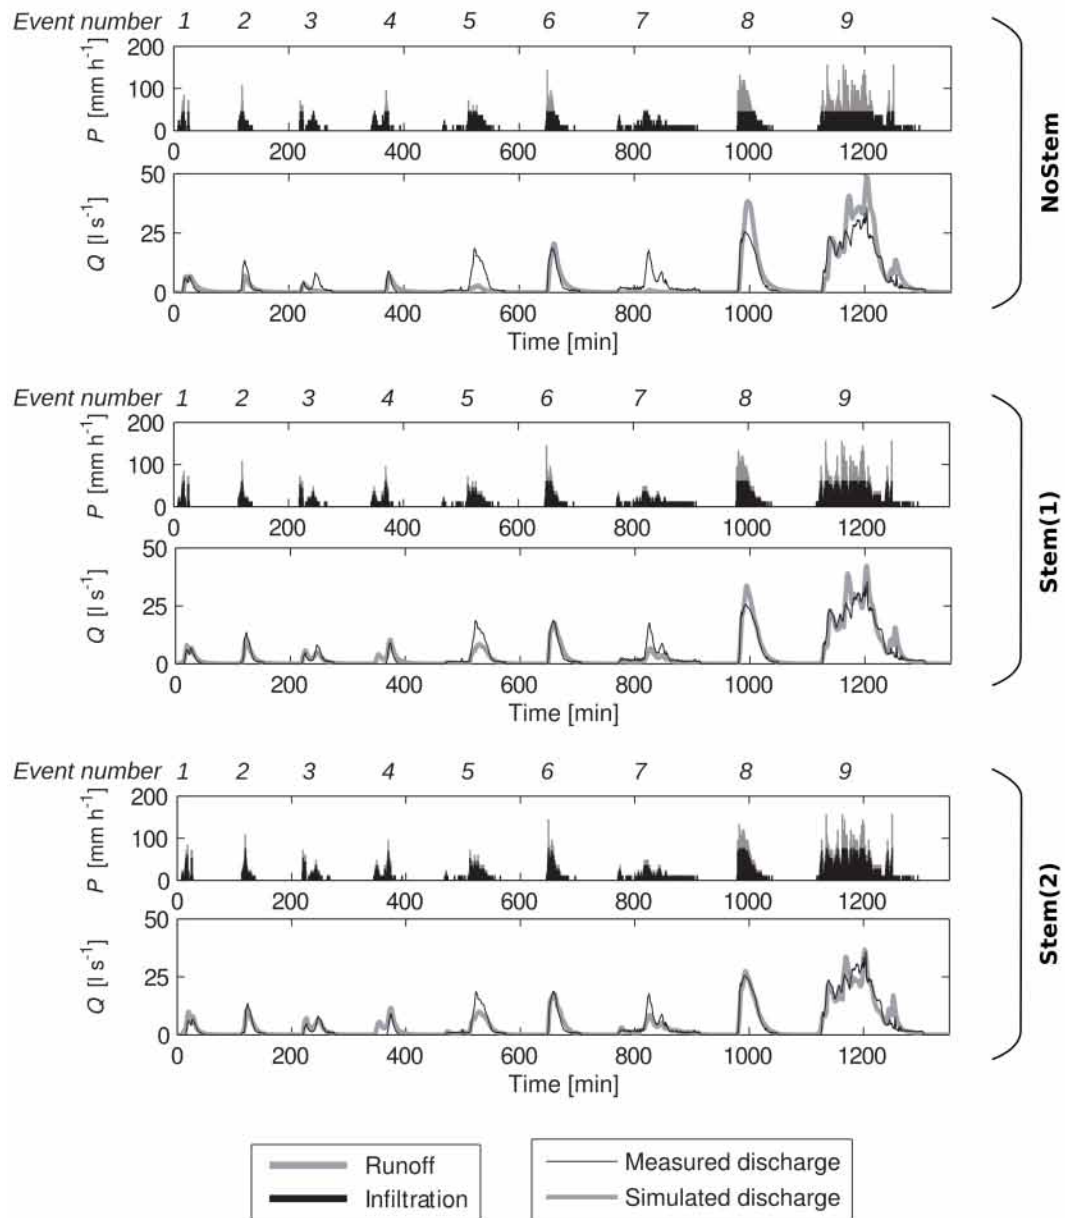 Event number 1 2 3 4 5 6 7 8 9
200
100
0
P [mm h⁻¹]
0 200 400 600 800 1000 1200
50
25
0
Q [l s⁻¹]
0 200 400 600 800 1000 1200
Time [min]
NoStem
Event number 1 2 3 4 5 6 7 8 9
200
100
0
P [mm h⁻¹]
0 200 400 600 800 1000 1200
50
25
0
Q [l s⁻¹]
0 200 400 600 800 1000 1200
Time [min]
Stem(1)
Event number 1 2 3 4 5 6 7 8 9
200
100
0
P [mm h⁻¹]
0 200 400 600 800 1000 1200
50
25
0
Q [l s⁻¹]
0 200 400 600 800 1000 1200
Time [min]
Stem(2)
Runoff
Infiltration
Measured discharge
Simulated discharge